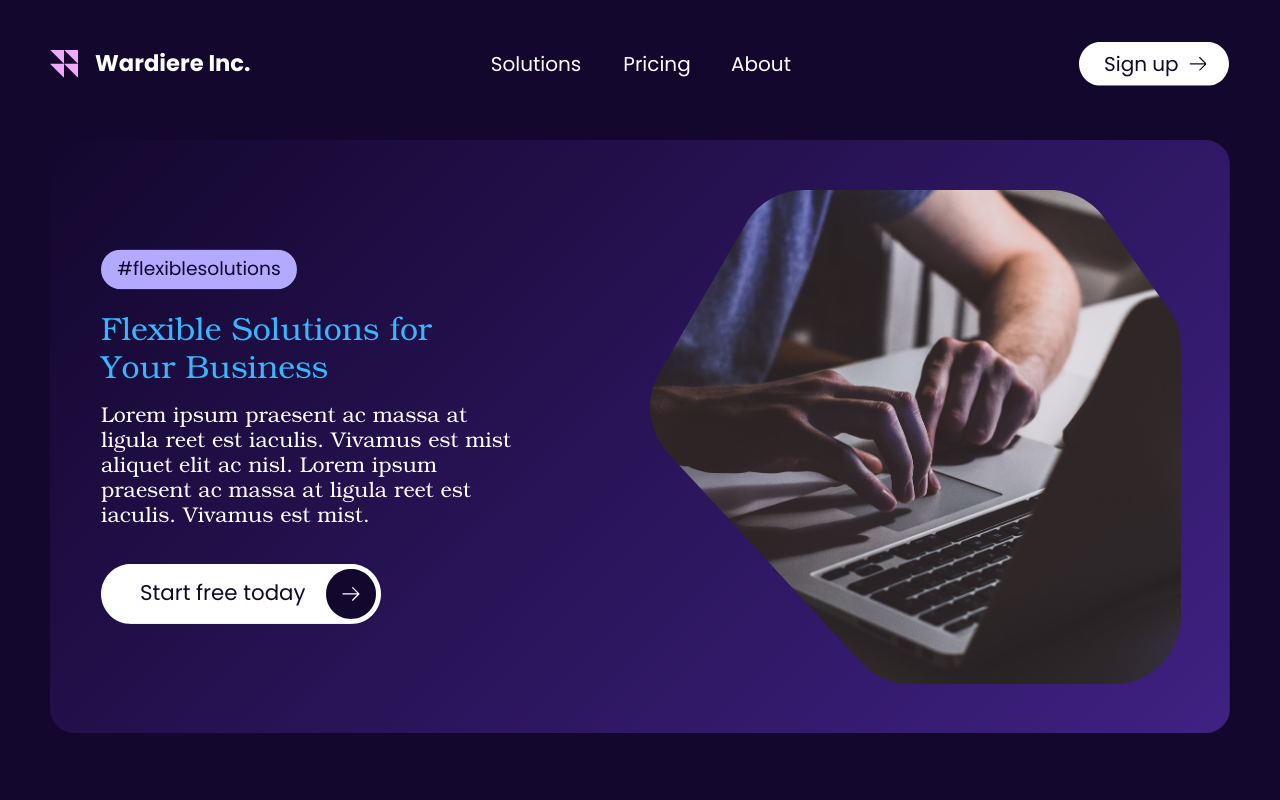 Wardiere Inc.
Solutions
Pricing
About
Sign up
#flexiblesolutions
Flexible Solutions for
Your Business
Lorem ipsum praesent ac massa at
ligula reet est iaculis. Vivamus est mist
aliquet elit ac nisl. Lorem ipsum
praesent ac massa at ligula reet est
iaculis. Vivamus est mist.
Start free today